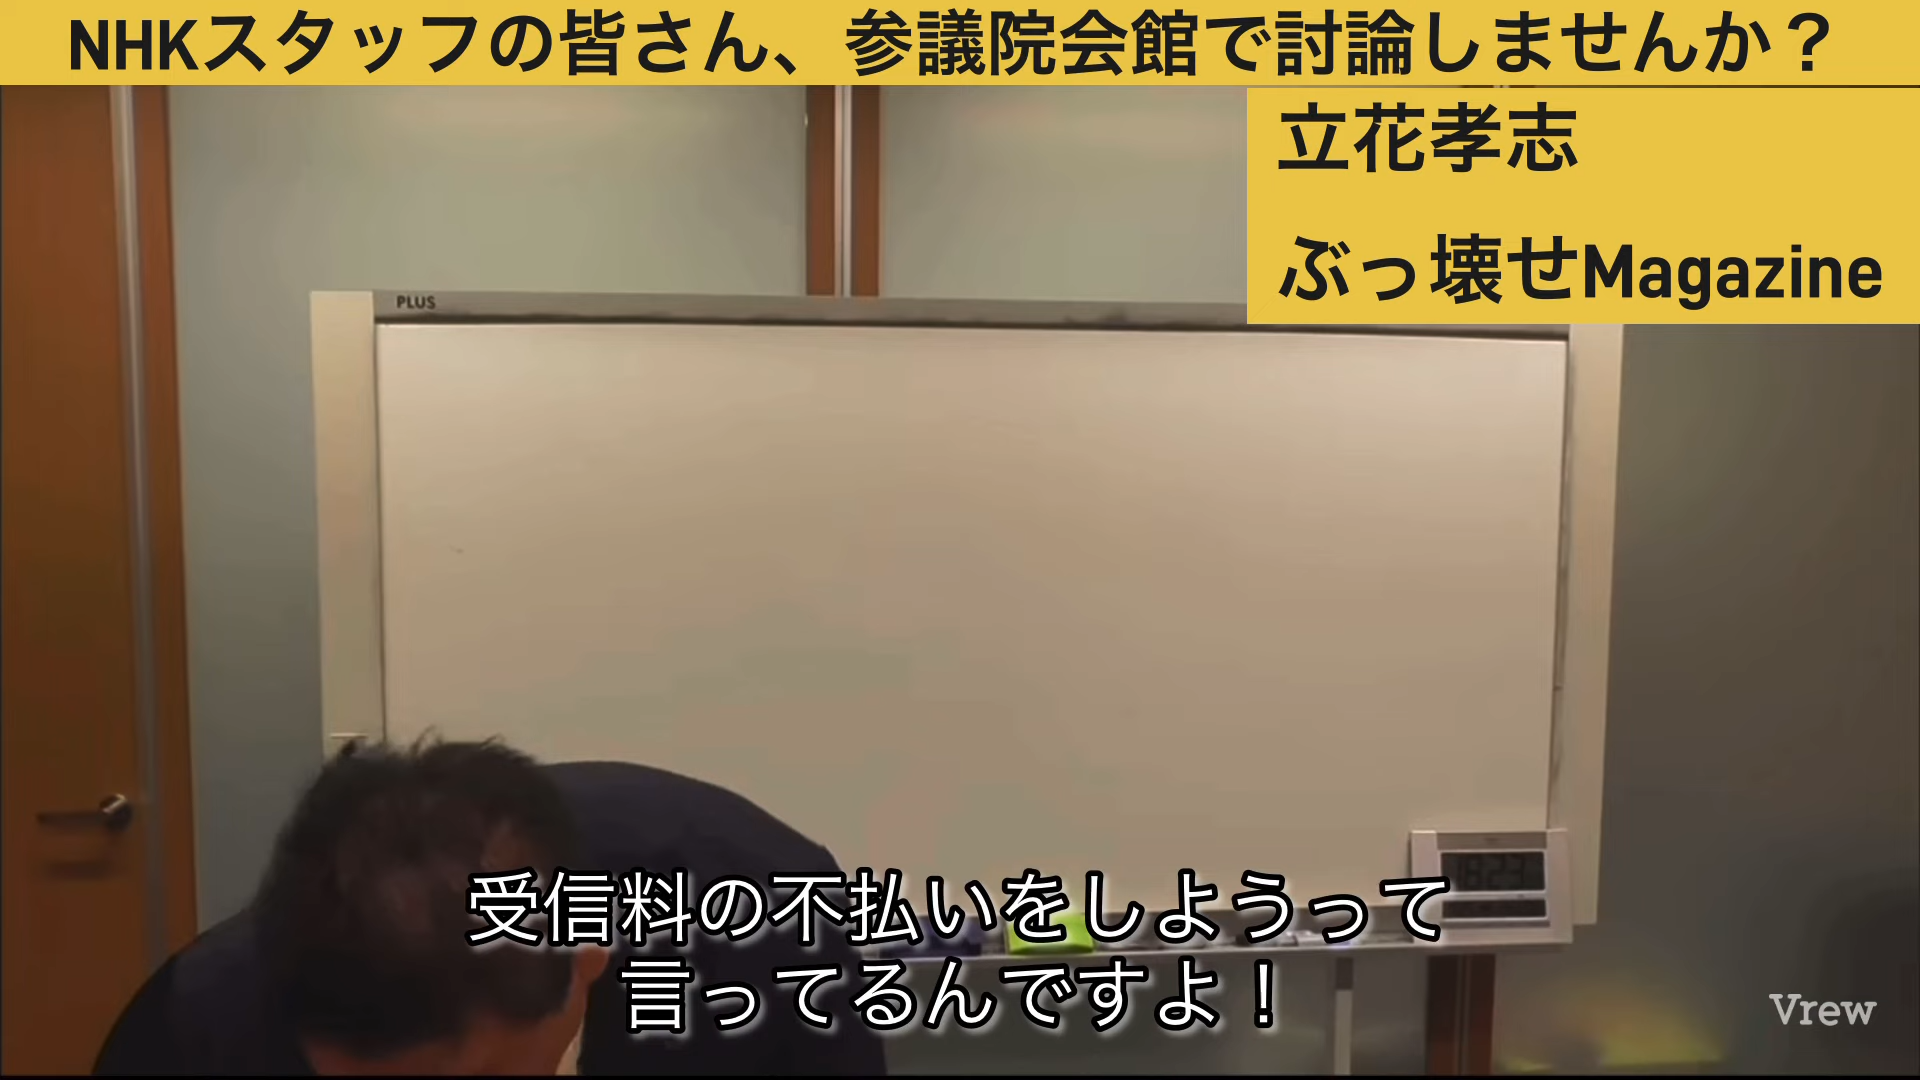 NHKスタッフの皆さん、参議院会館で討論しませんか？
立花孝志
ぶっ壊せMagazine
PLUS
受信料の不払いをしようって
言ってるんですよ！
Vrew